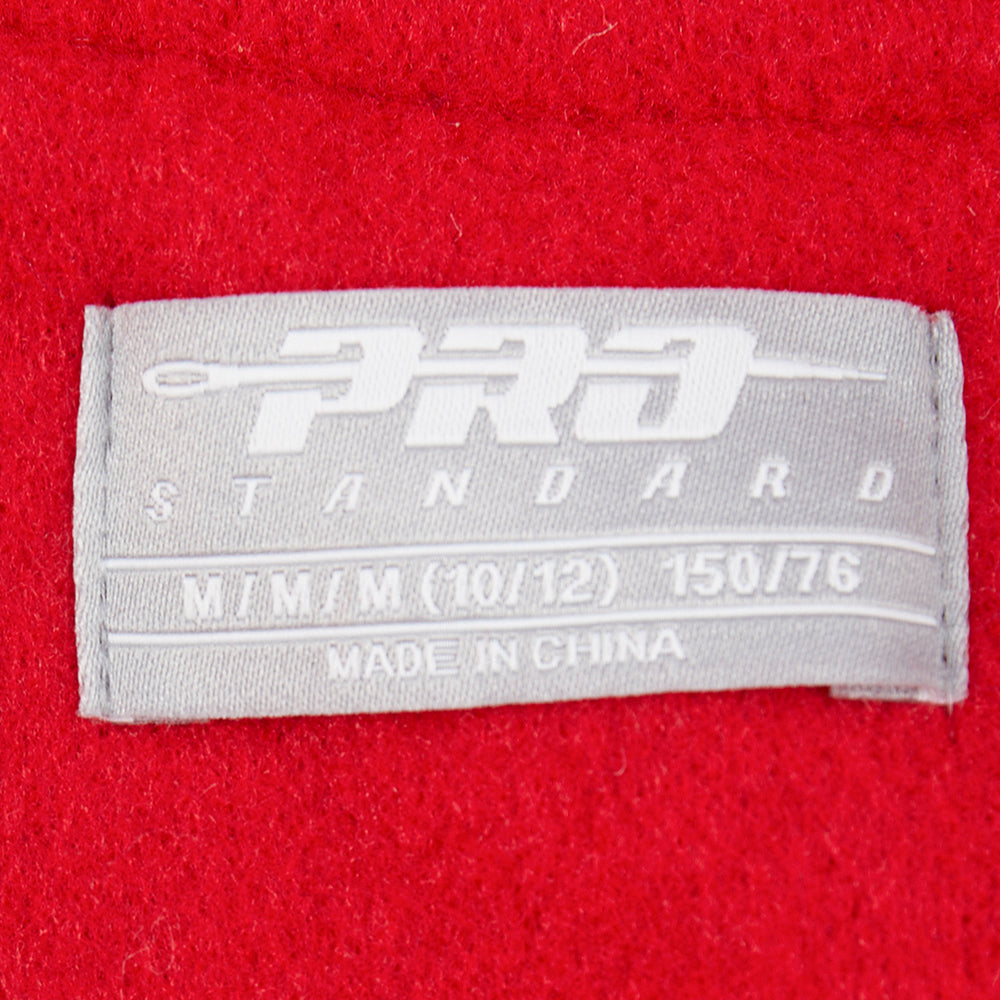 PRO
STANDARD
M/M/M (10/12) 150/76
MADE IN CHINA